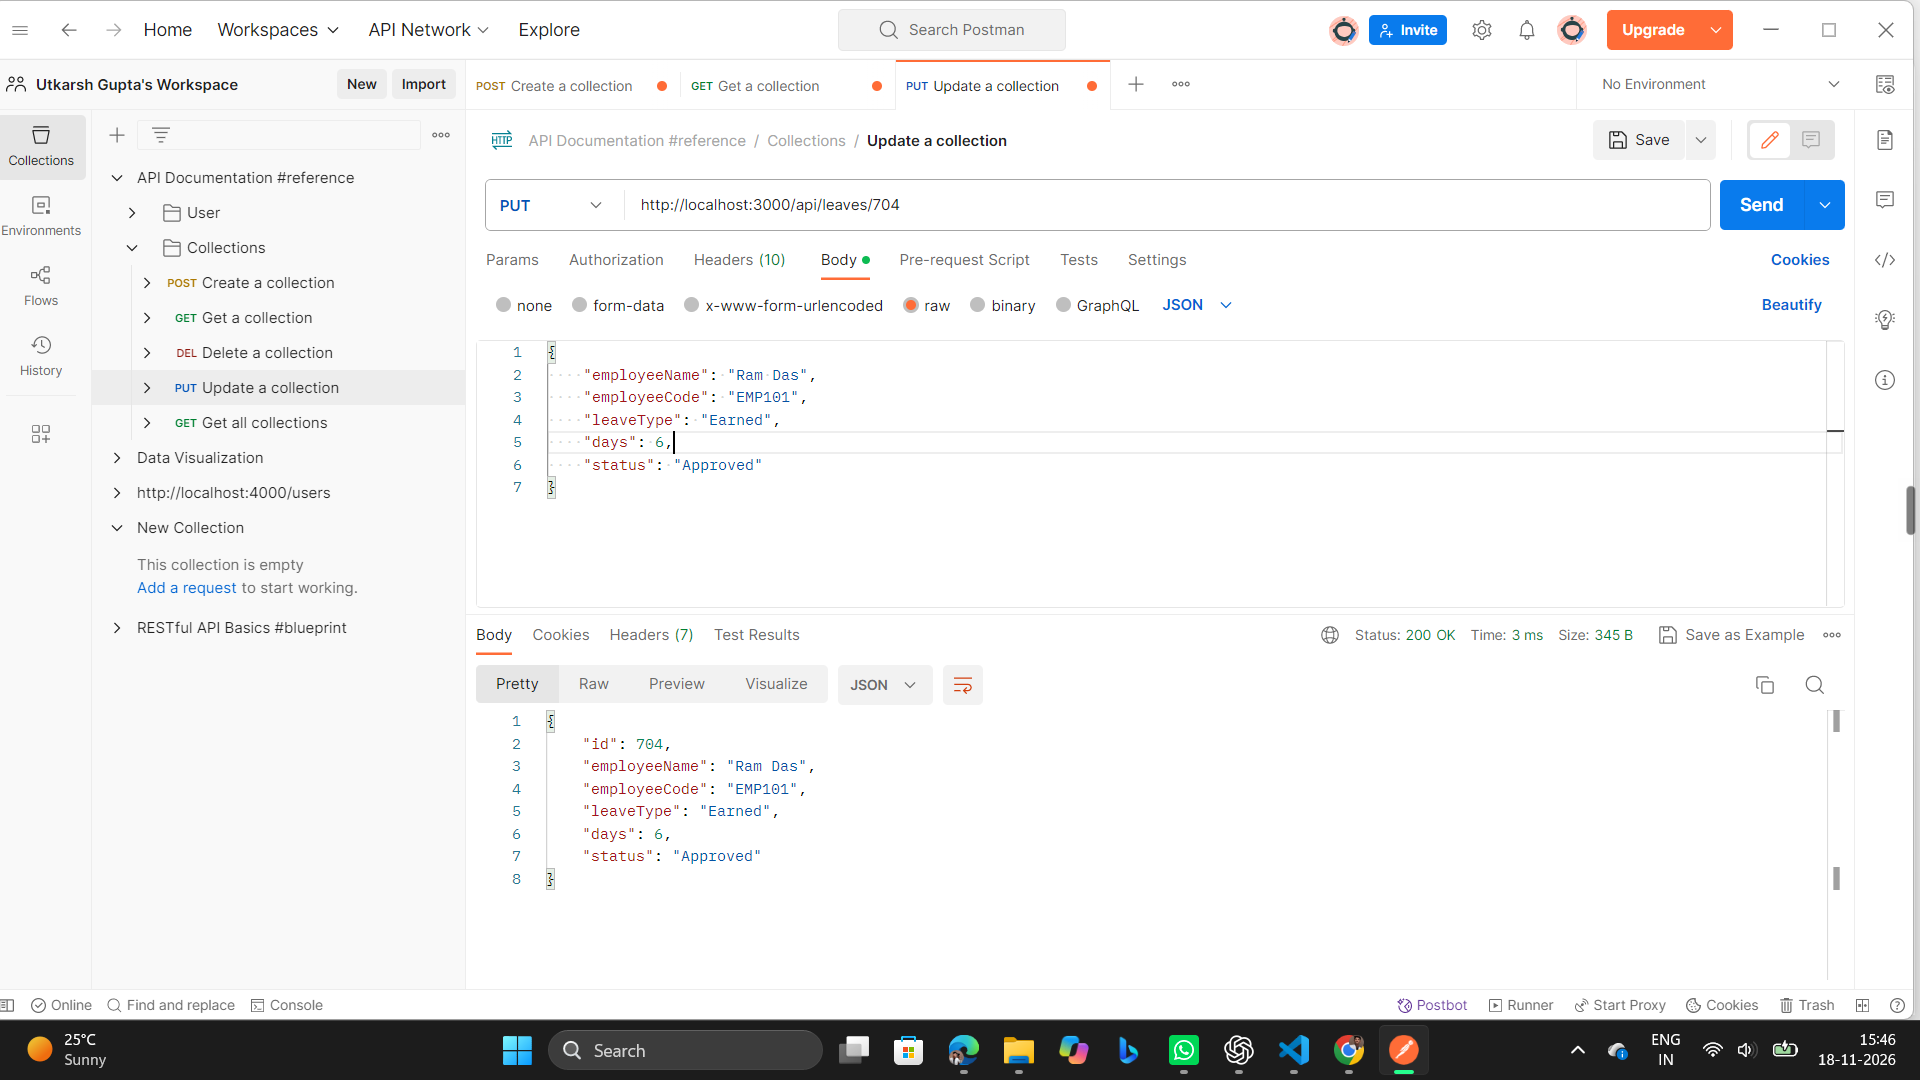 Home Workspaces API Network Explore Search Postman Invite Upgrade
Utkarsh Gupta's Workspace New Import
POST Create a collection GET Get a collection PUT Update a collection No Environment
Collections
Environments
Flows
History
API Documentation #reference
User
Collections
POST Create a collection
GET Get a collection
DEL Delete a collection
PUT Update a collection
GET Get all collections
Data Visualization
http://localhost:4000/users
New Collection
This collection is empty
Add a request to start working.
RESTful API Basics #blueprint
HTTP API Documentation #reference / Collections / Update a collection Save
PUT http://localhost:3000/api/leaves/704 Send
Params Authorization Headers (10) Body Pre-request Script Tests Settings Cookies
none form-data x-www-form-urlencoded raw binary GraphQL JSON Beautify
1 {
2 "employeeName": "Ram Das",
3 "employeeCode": "EMP101",
4 "leaveType": "Earned",
5 "days": 6,
6 "status": "Approved"
7 }
Body Cookies Headers (7) Test Results Status: 200 OK Time: 3 ms Size: 345 B Save as Example
Pretty Raw Preview Visualize JSON
1 {
2 "id": 704,
3 "employeeName": "Ram Das",
4 "employeeCode": "EMP101",
5 "leaveType": "Earned",
6 "days": 6,
7 "status": "Approved"
8 }
Online Find and replace Console Postbot Runner Start Proxy Cookies Trash
25°C
Sunny
Search
ENG
IN
15:46
18-11-2026